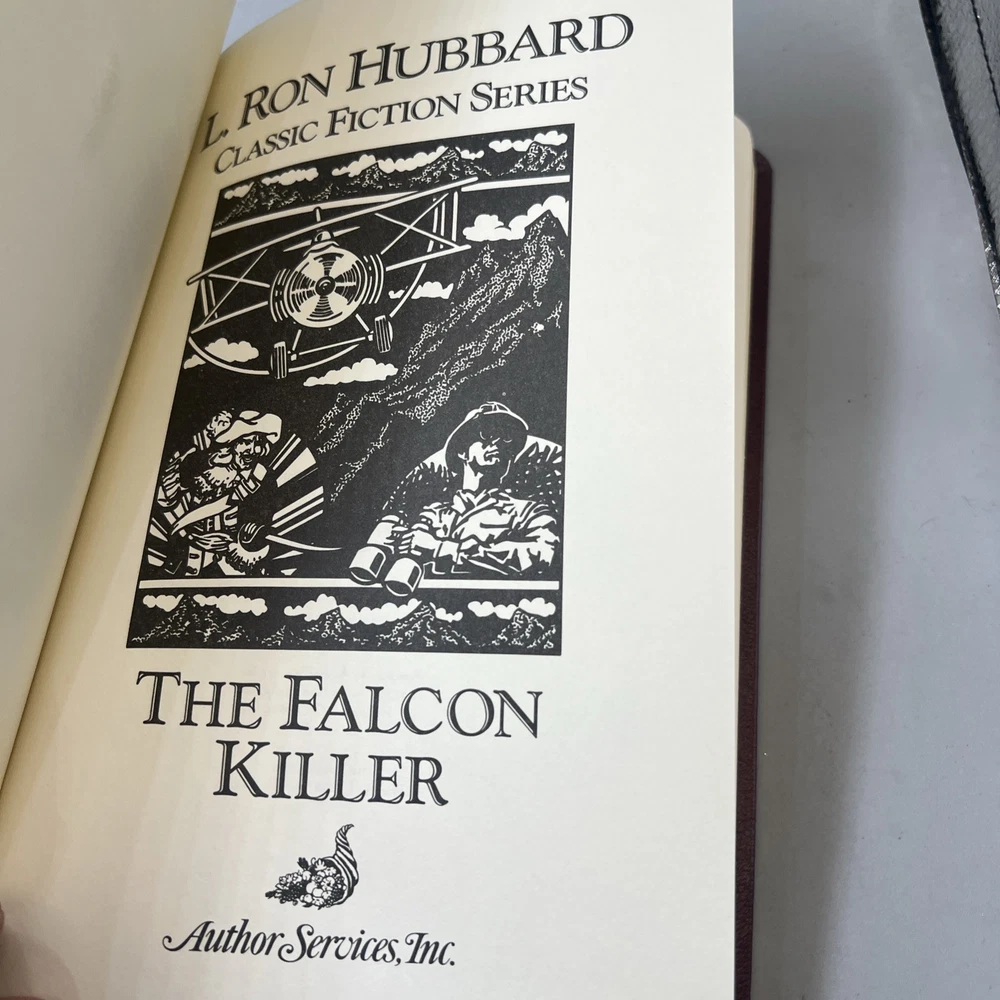 L. RON HUBBARD
CLASSIC FICTION SERIES
THE FALCON
KILLER
Author Services, Inc.